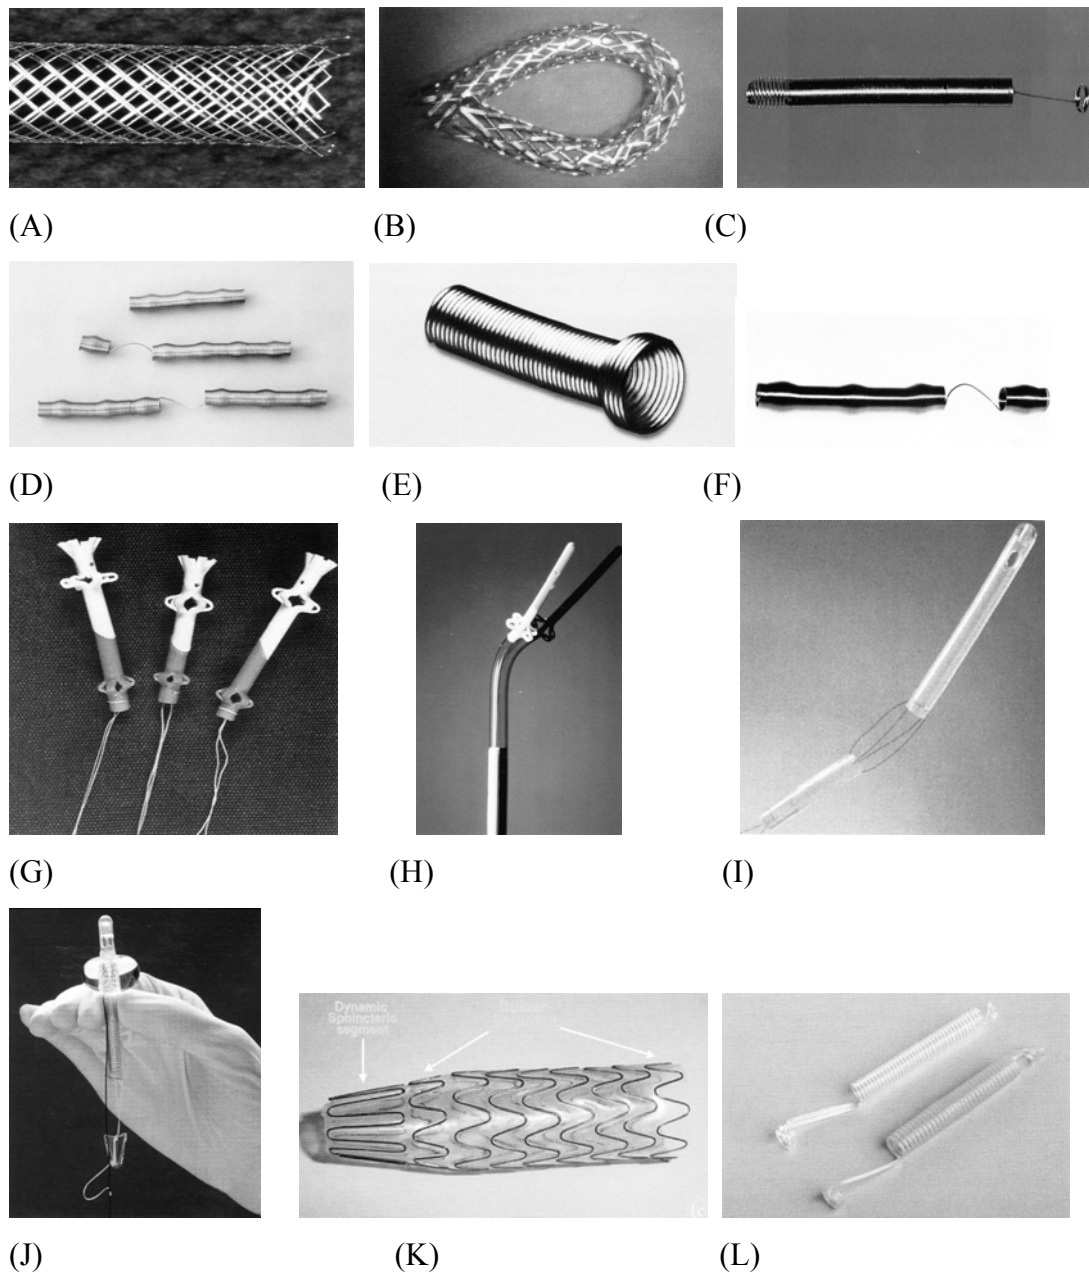 (A) (B) (C)
(D) (E) (F)
(G) (H) (I)
Dynamic
Sphincteric
segment
(c
(J) (K) (L)